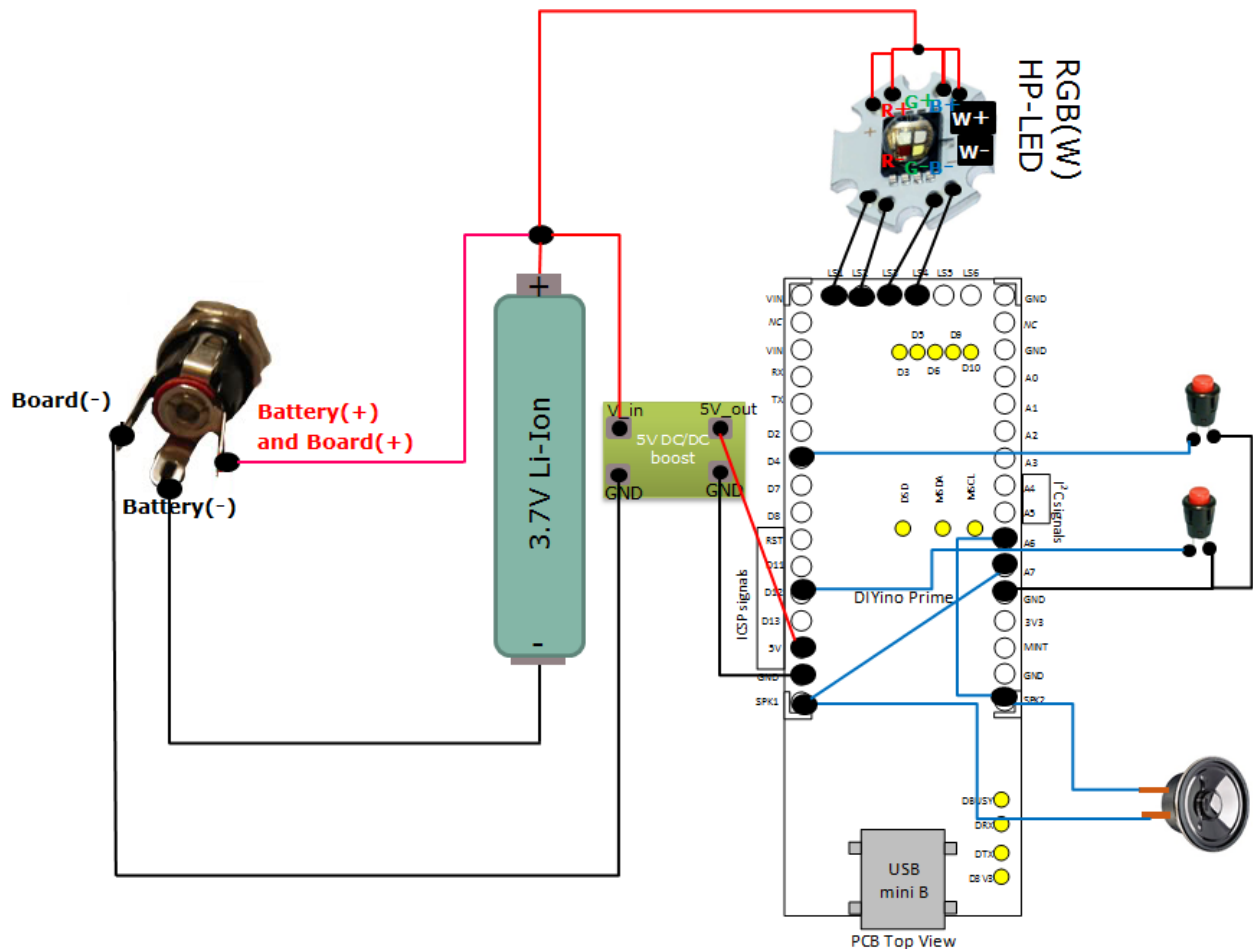 RGB(W)
HP-LED
R+
G+
B+
W+
R
G-
B-
W-
Board(-)
Battery(+)
and Board(+)
Battery(-)
+
3.7V Li-Ion
-
V_in
5V_out
5V DC/DC
boost
GND
GND
LS1
LS2
LS3
LS4
LS5
LS6
VIN
NC
VIN
RX
TX
D2
D4
D7
D8
RST
D11
D12
D13
5V
GND
SPK1
ICSP signals
D5
D9
D3
D6
D10
DSD
MSDA
MSCL
DIYino Prime
GND
NC
GND
A0
A1
A2
A3
A4
A5
I²C signals
A6
A7
GND
3V3
MINT
GND
SPK2
DBUSY
DRX
DTX
D8V3
USB
mini B
PCB Top View